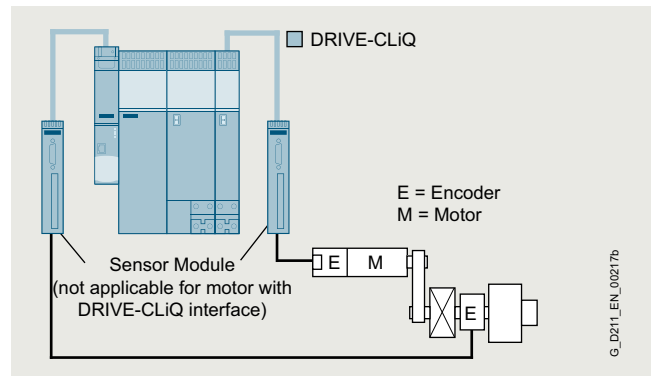 DRIVE-CLiQ
E = Encoder
M = Motor
Sensor Module
(not applicable for motor with
DRIVE-CLiQ interface)
E M
E
G_D211_EN_00217b